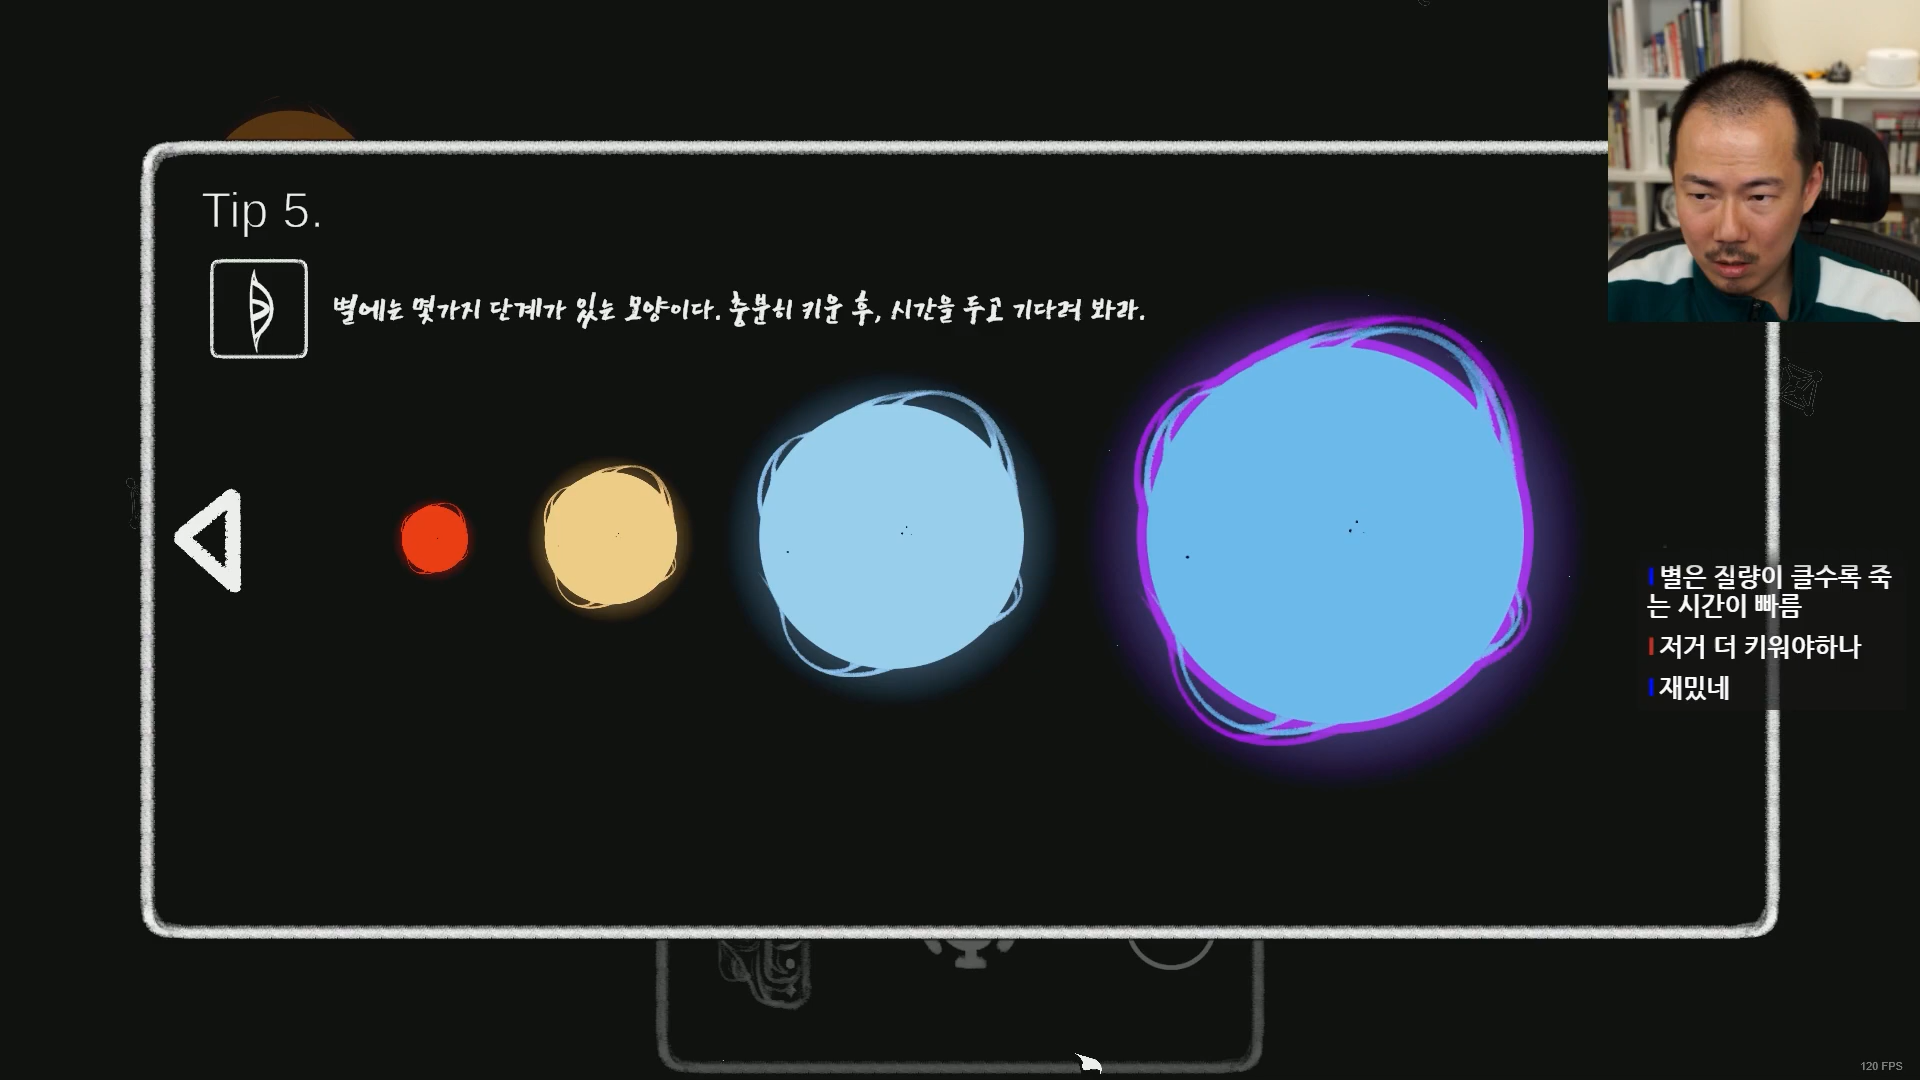 Tip 5.
별에는 몇가지 단계가 있는 모양이다. 충분히 키운 후, 시간을 두고 기다려 봐라.
별은 질량이 클수록 죽
는 시간이 빠름
저거 더 키워야하나
재밌네
120 FPS